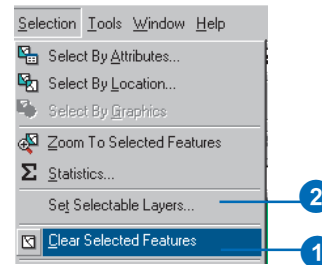 Selection Tools Window Help
Select By Attributes...
Select By Location...
Select By Graphics
Zoom To Selected Features
Σ Statistics...
Set Selectable Layers... 2
Clear Selected Features 1